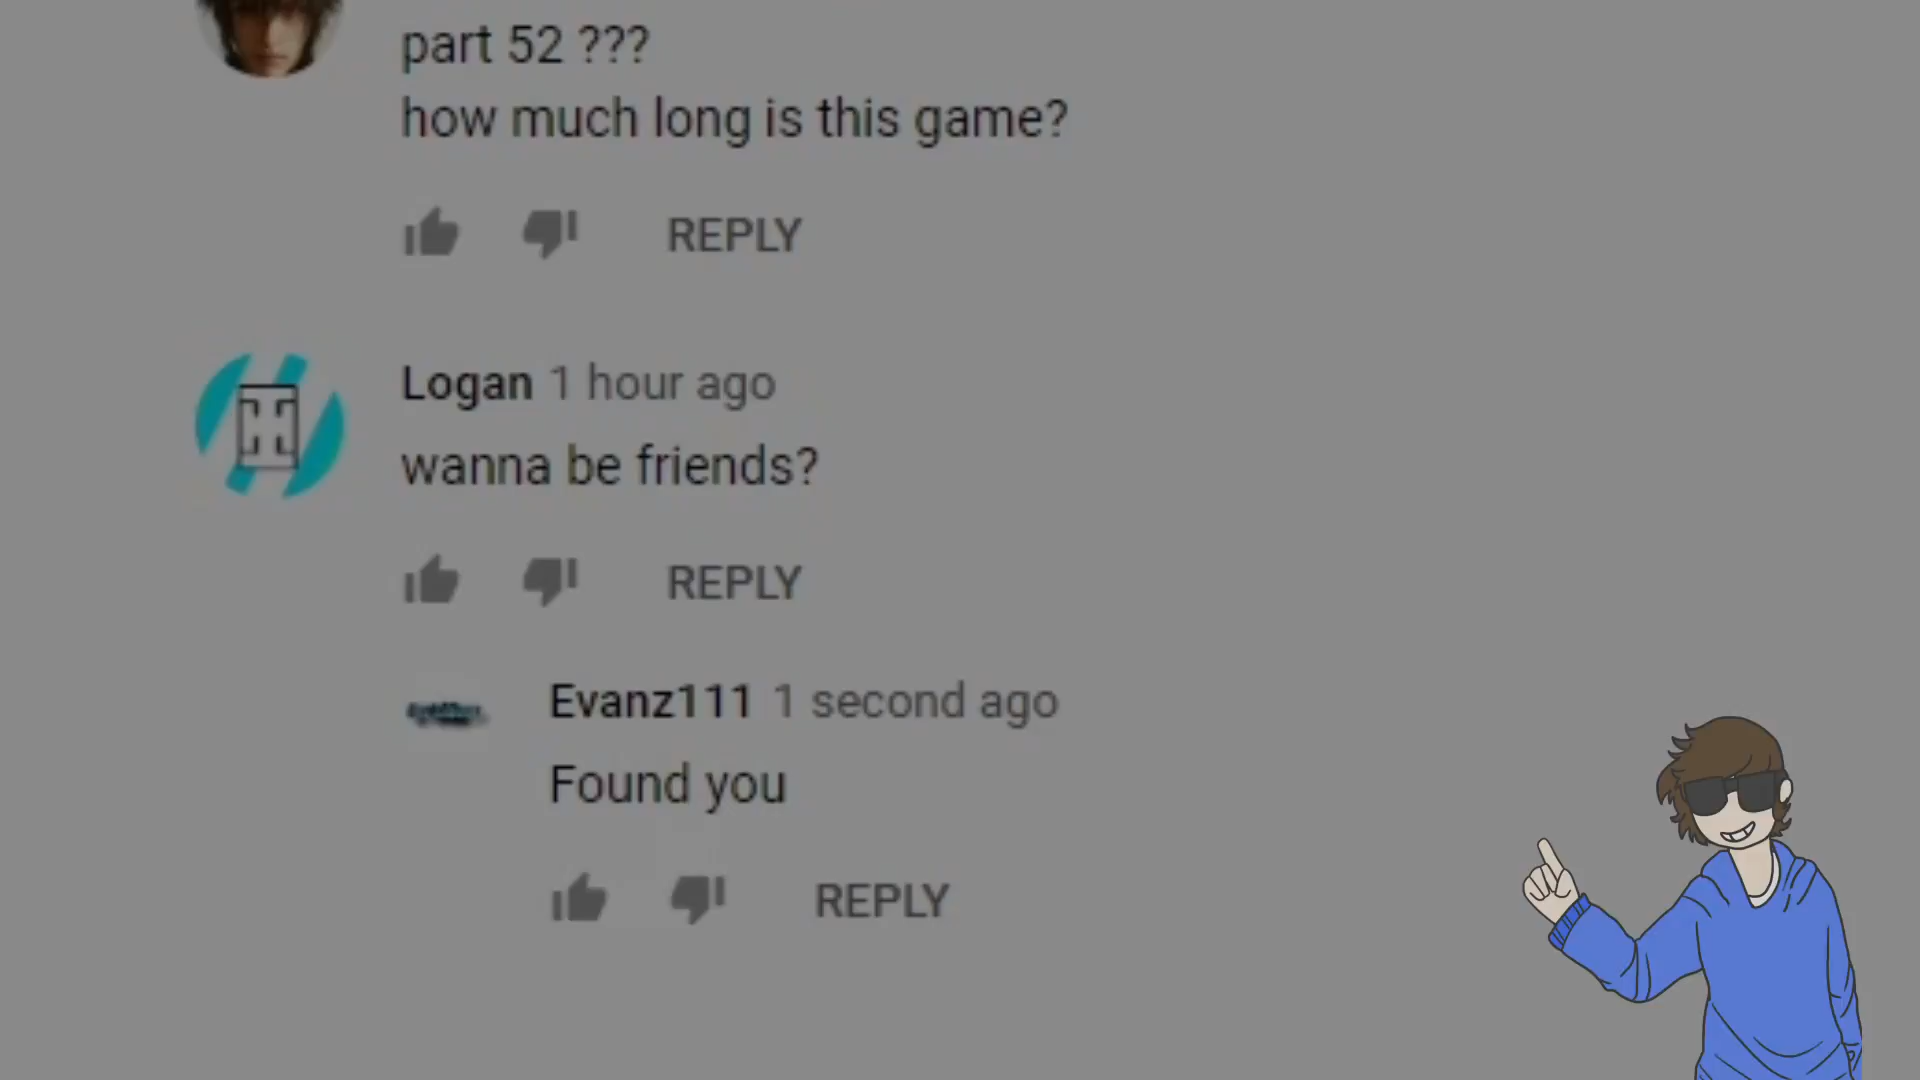 part 52 ???
how much long is this game?
REPLY
Logan 1 hour ago
wanna be friends?
REPLY
Evanz111 1 second ago
Found you
REPLY